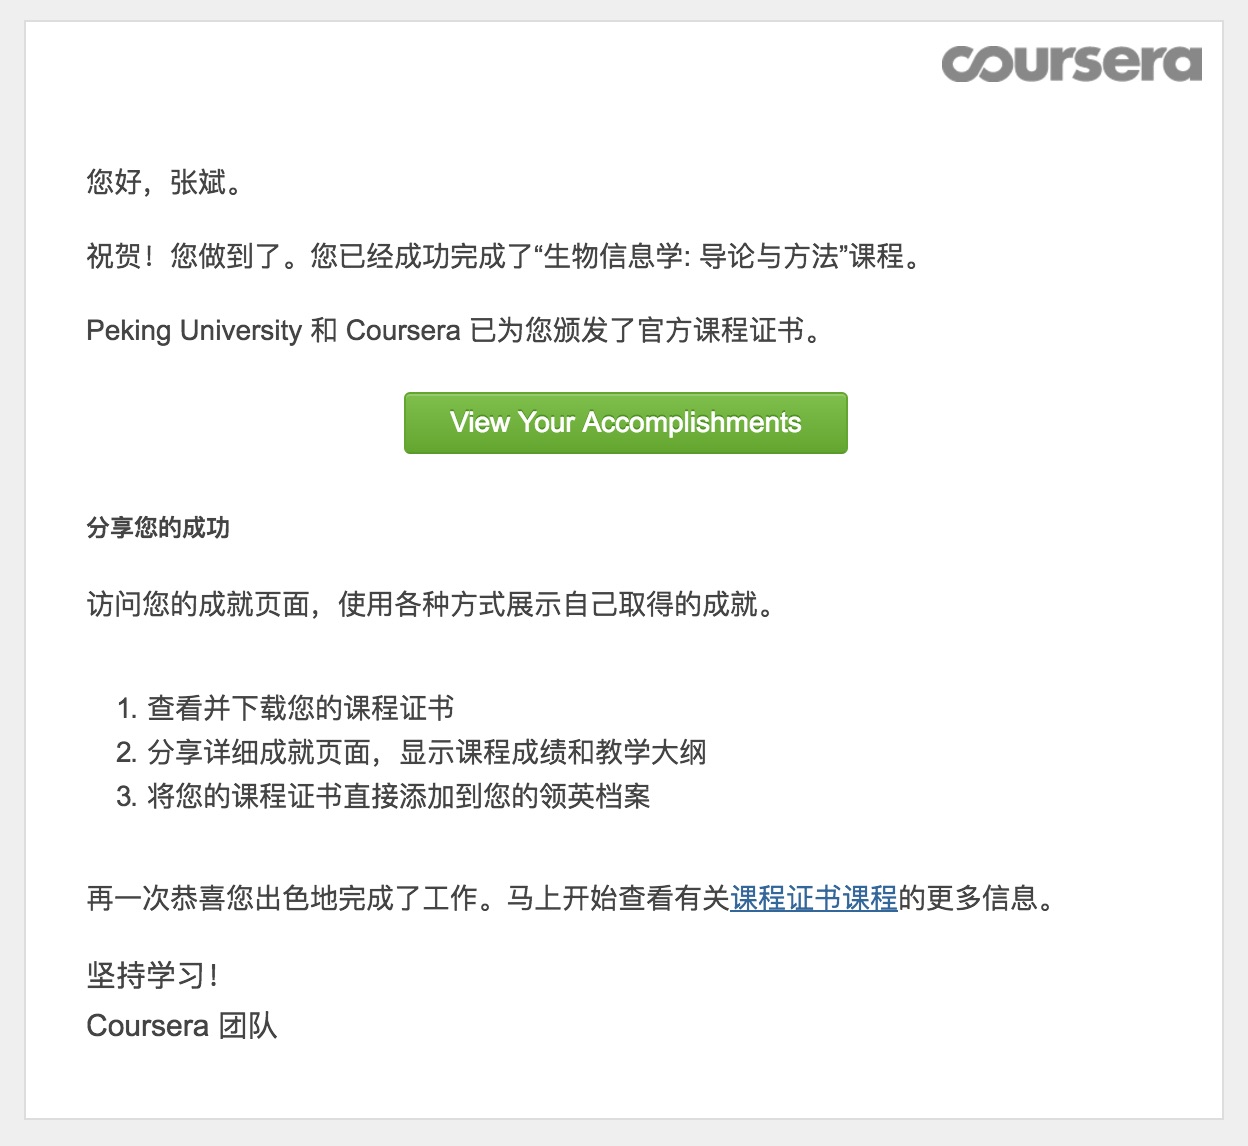 coursera
您好，张斌。
祝贺！您做到了。您已经成功完成了“生物信息学: 导论与方法”课程。
Peking University 和 Coursera 已为您颁发了官方课程证书。
View Your Accomplishments
分享您的成功
访问您的成就页面，使用各种方式展示自己取得的成就。
1. 查看并下载您的课程证书
2. 分享详细成就页面，显示课程成绩和教学大纲
3. 将您的课程证书直接添加到您的领英档案
再一次恭喜您出色地完成了工作。马上开始查看有关课程证书课程的更多信息。
坚持学习！
Coursera 团队